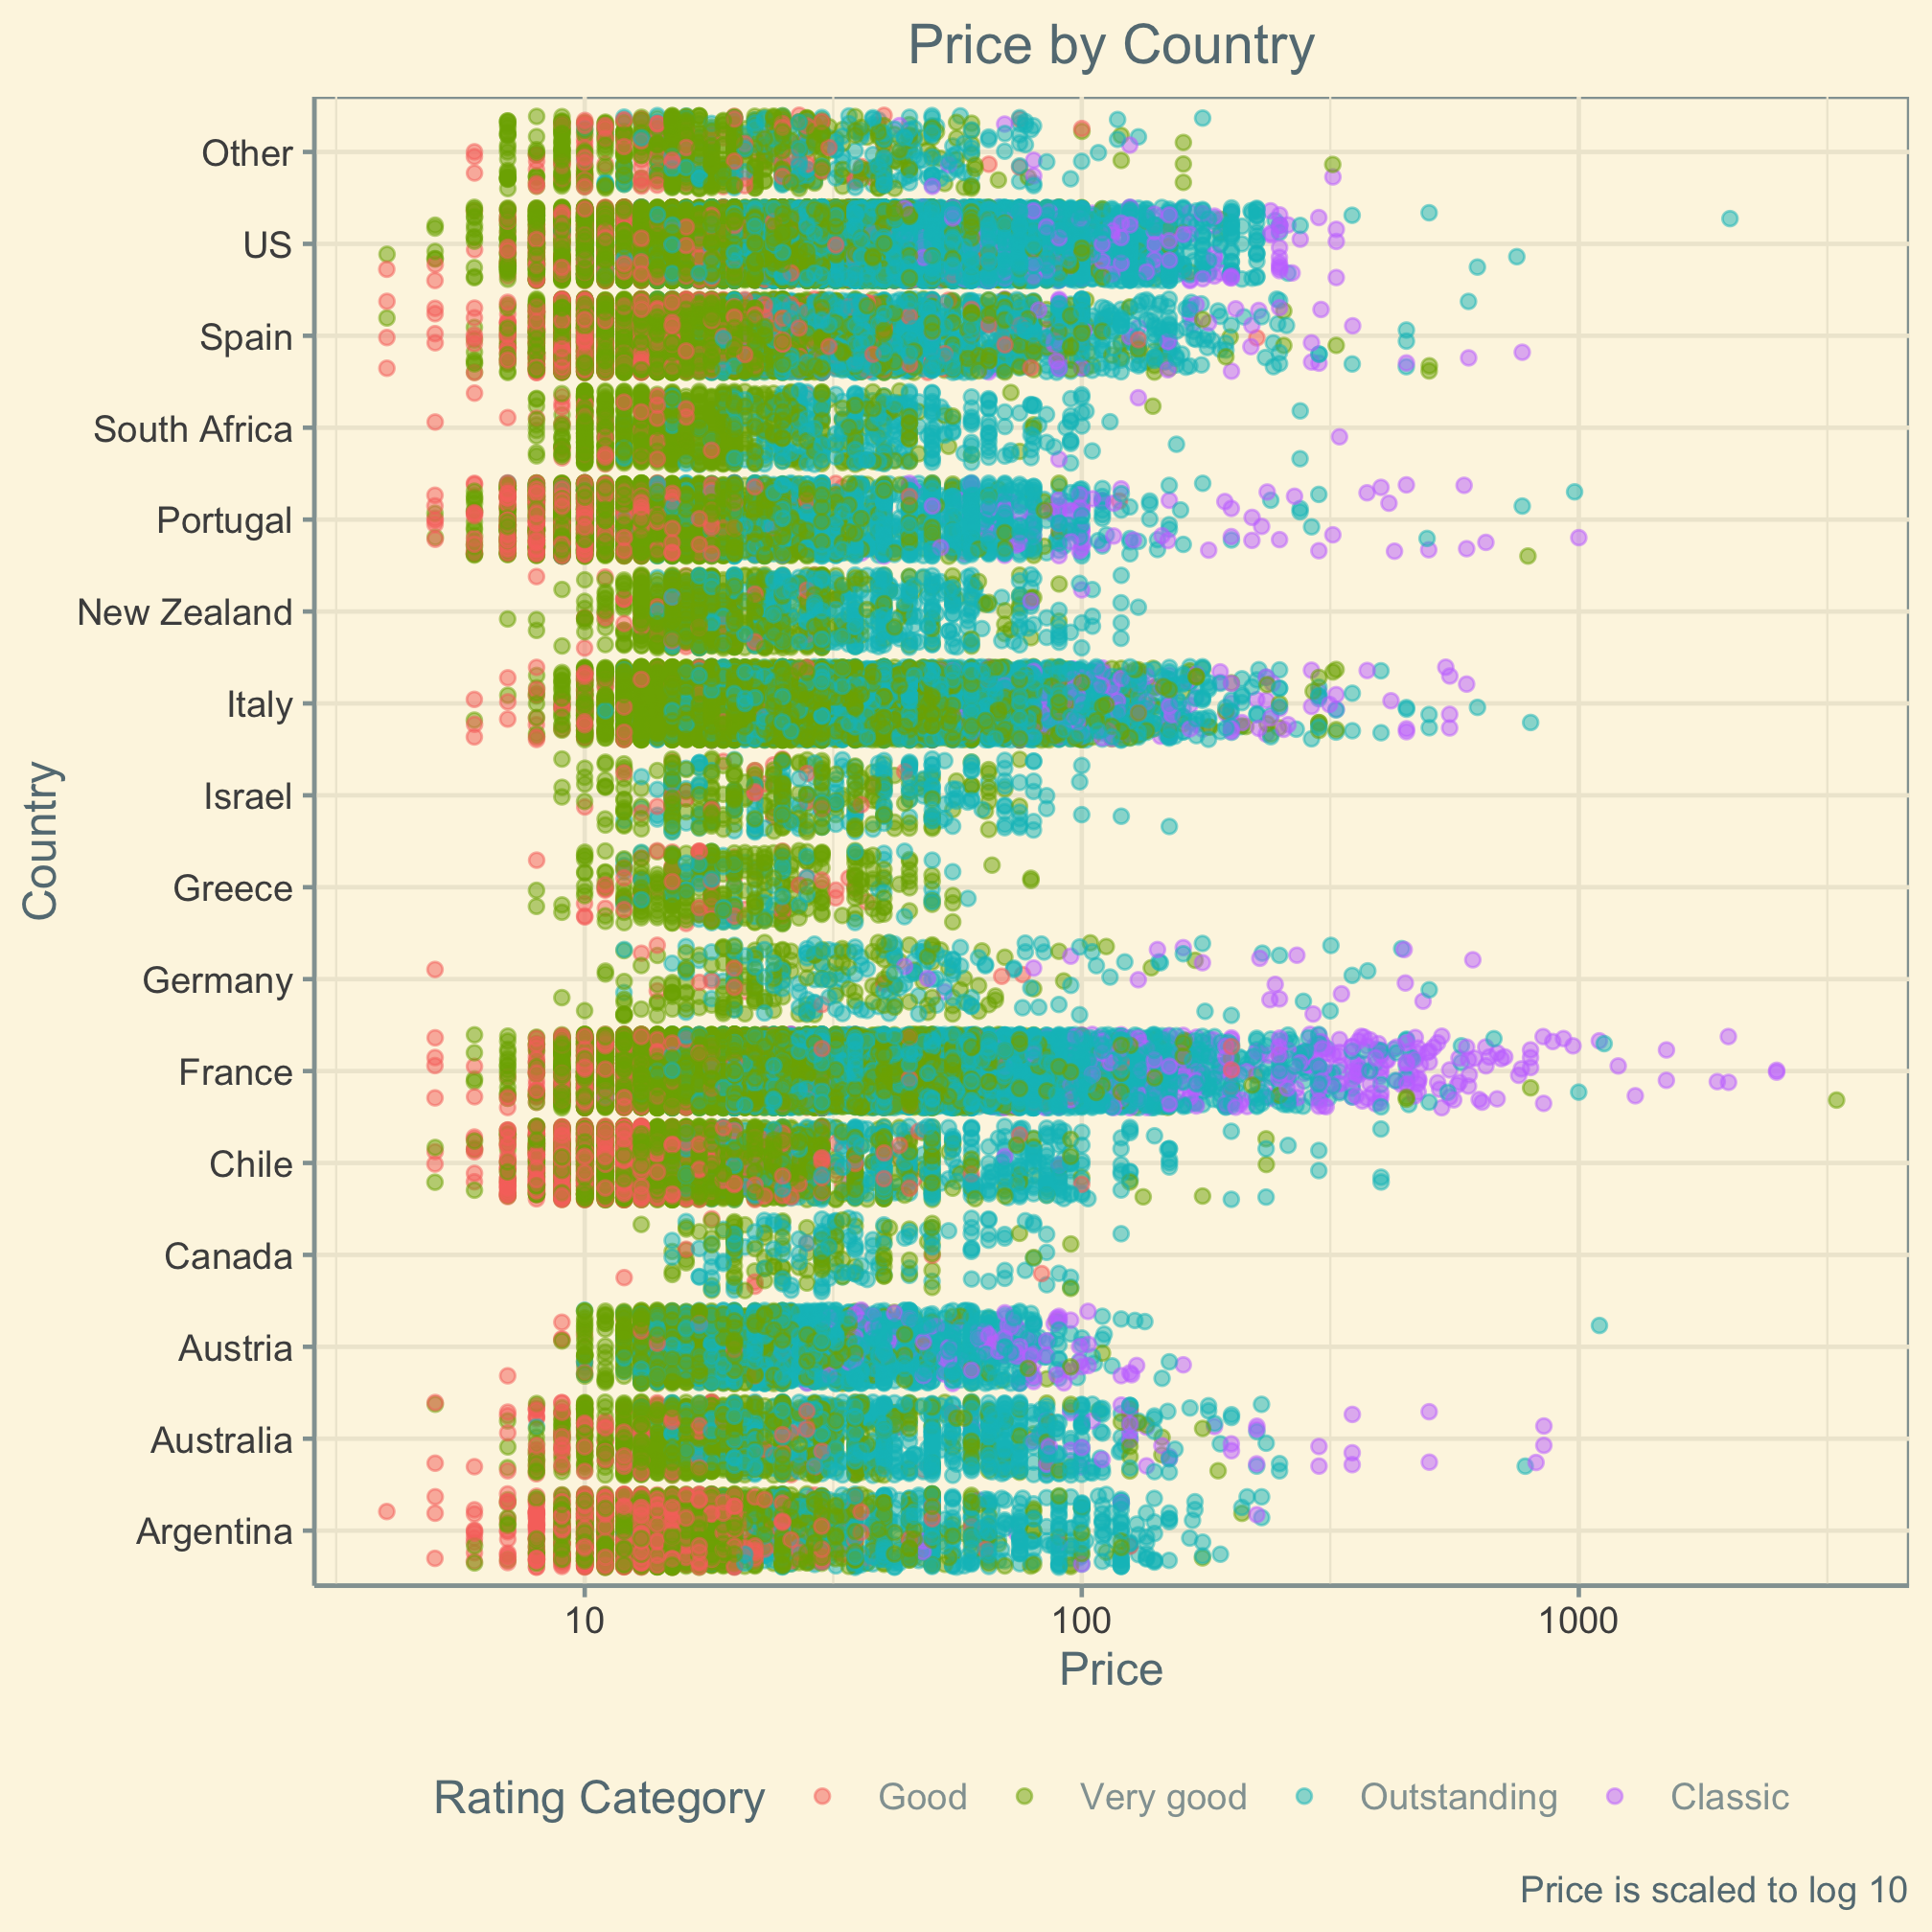 Price by Country
Country
Other
US
Spain
South Africa
Portugal
New Zealand
Italy
Israel
Greece
Germany
France
Chile
Canada
Austria
Australia
Argentina
10 100 1000
Price
Rating Category Good Very good Outstanding Classic
Price is scaled to log 10